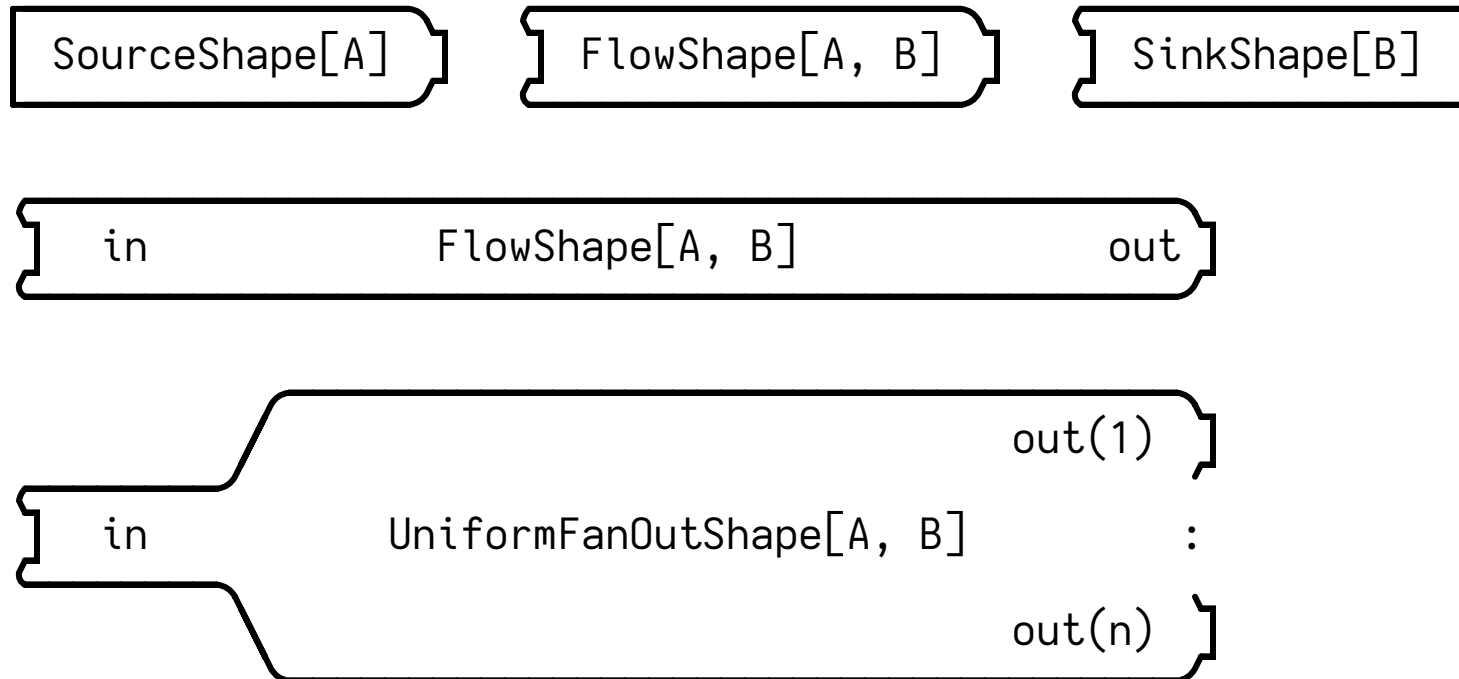 SourceShape[A] FlowShape[A, B] SinkShape[B]
in FlowShape[A, B] out
out(1)
in UniformFanOutShape[A, B] :
out(n)